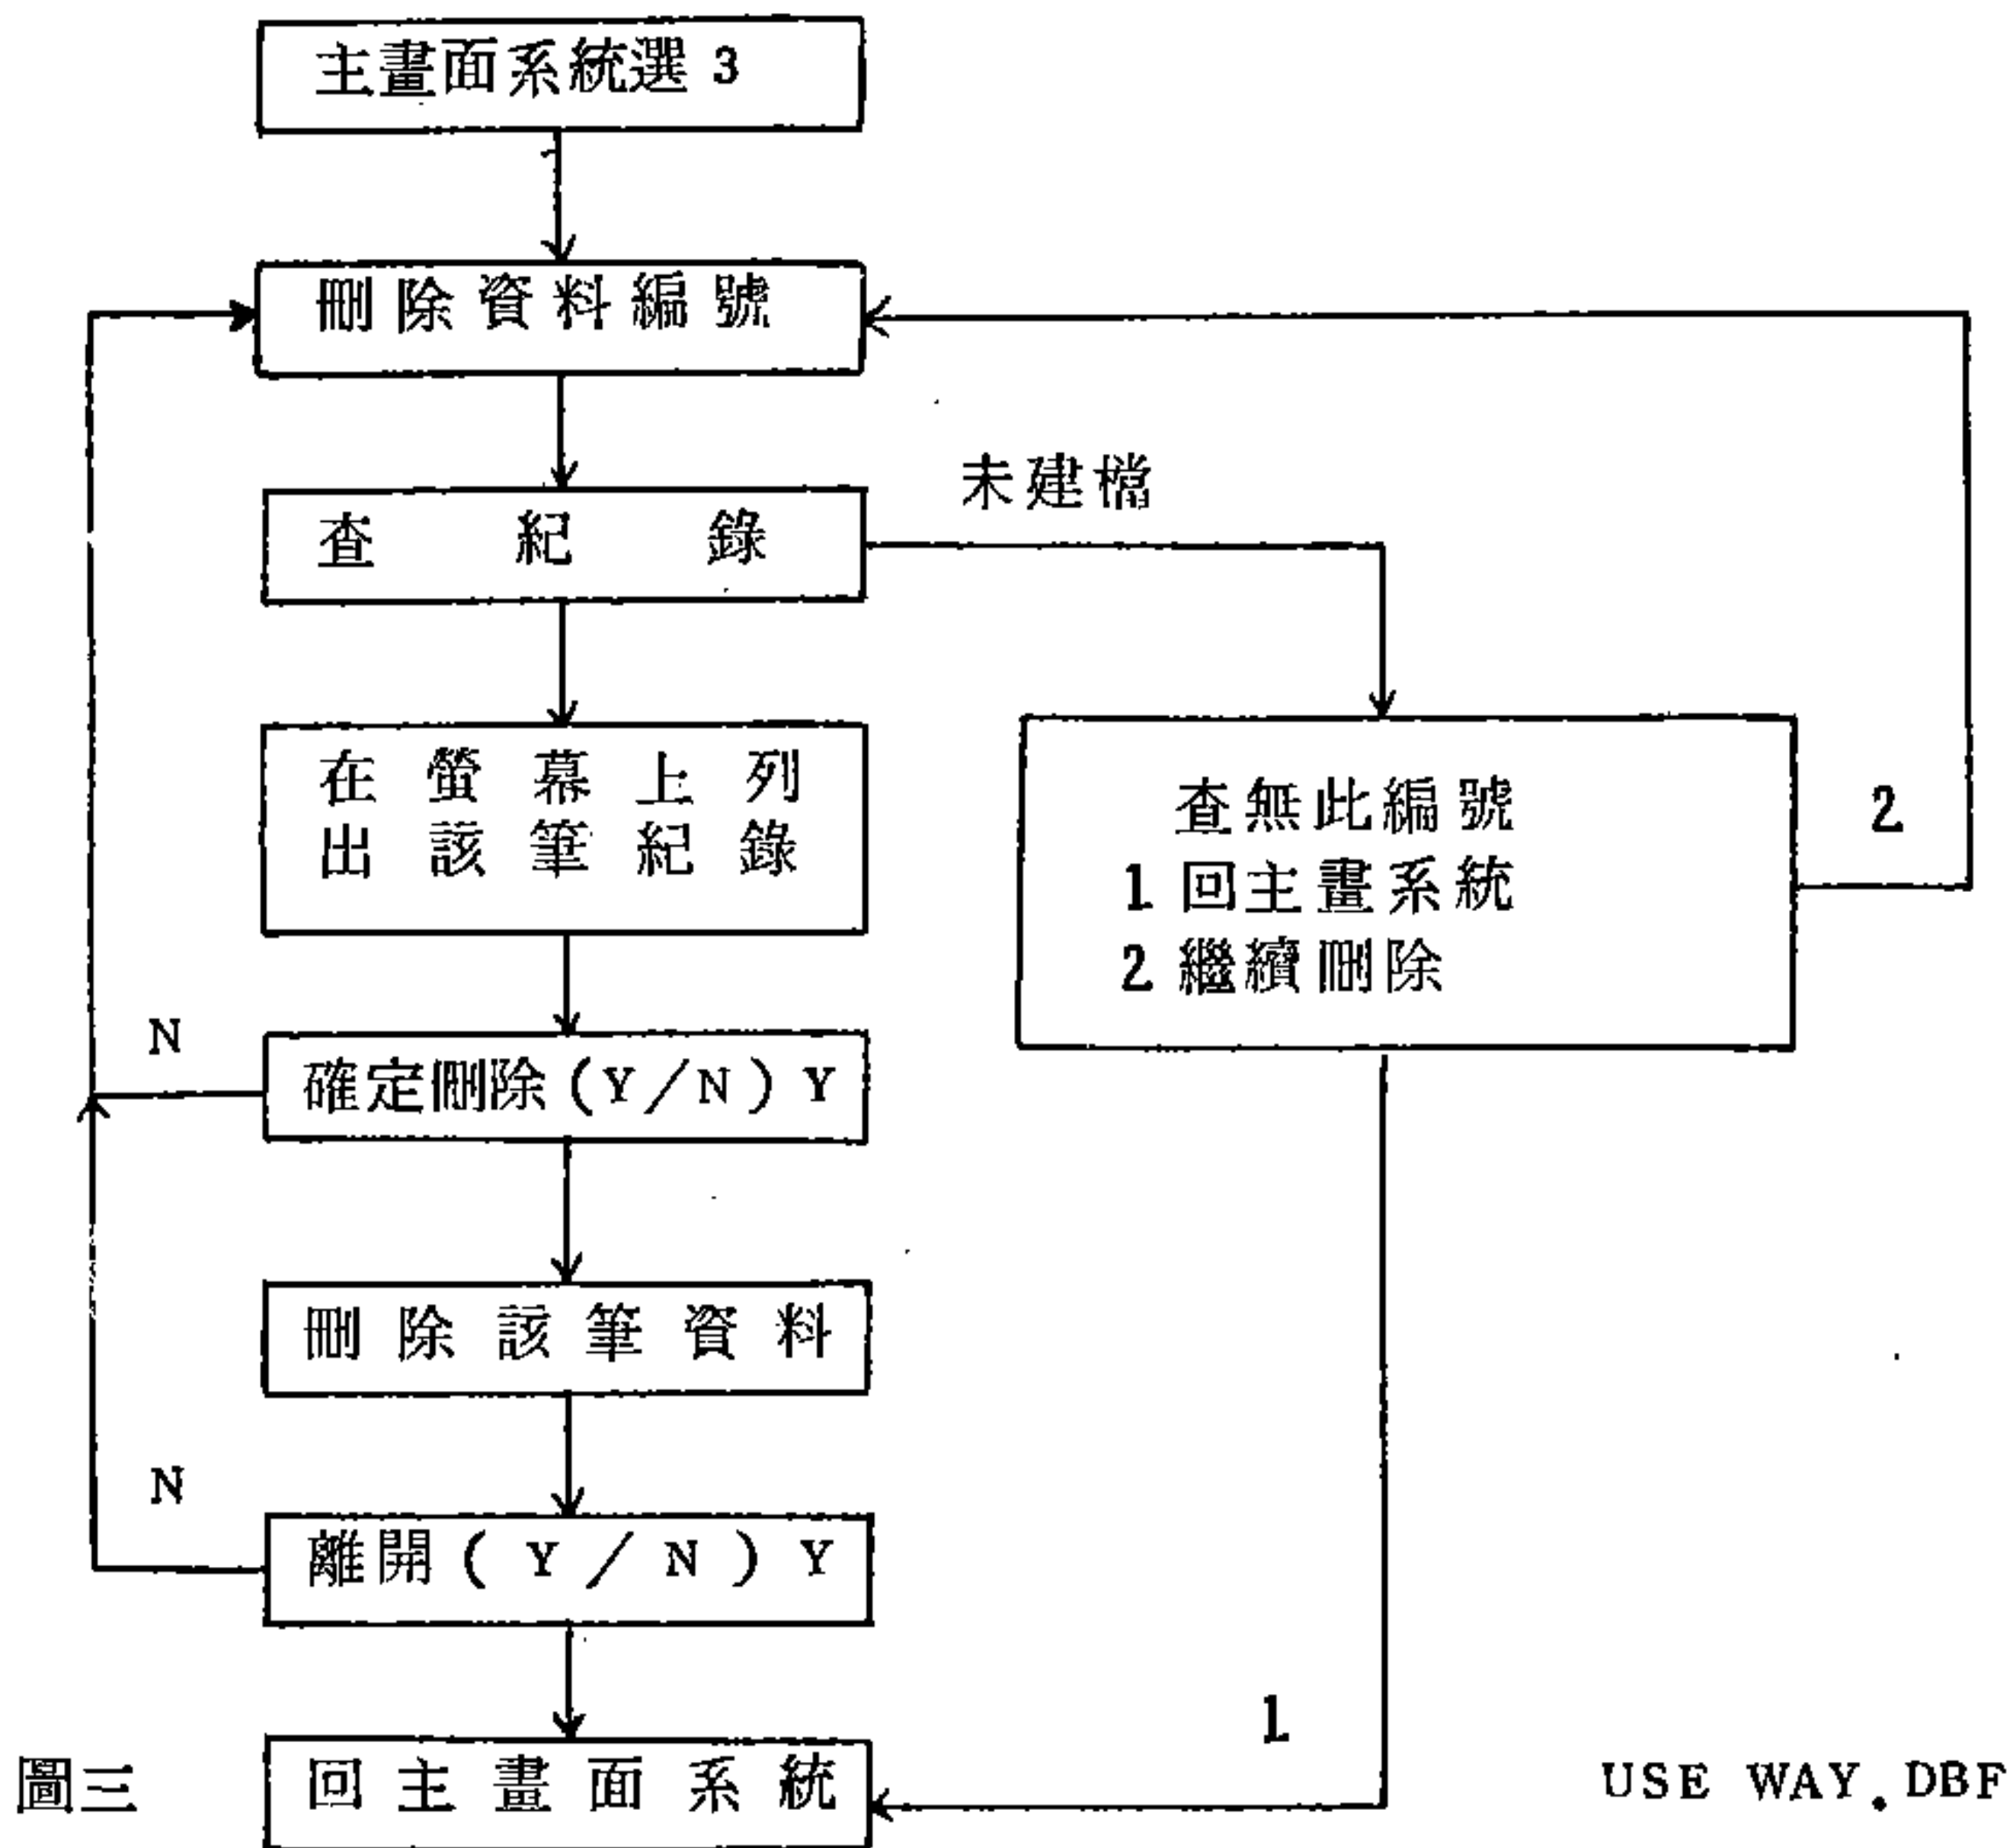 主畫面系統選 3
刪除資料編號
查紀錄
未建檔
在螢幕上列
出該筆紀錄
查無此編號
1 回主畫系統
2 繼續刪除
2
N
確定刪除(Y/N)Y
刪除該筆資料
N
離開(Y/N)Y
1
圖三
回主畫面系統
USE WAY.DBF